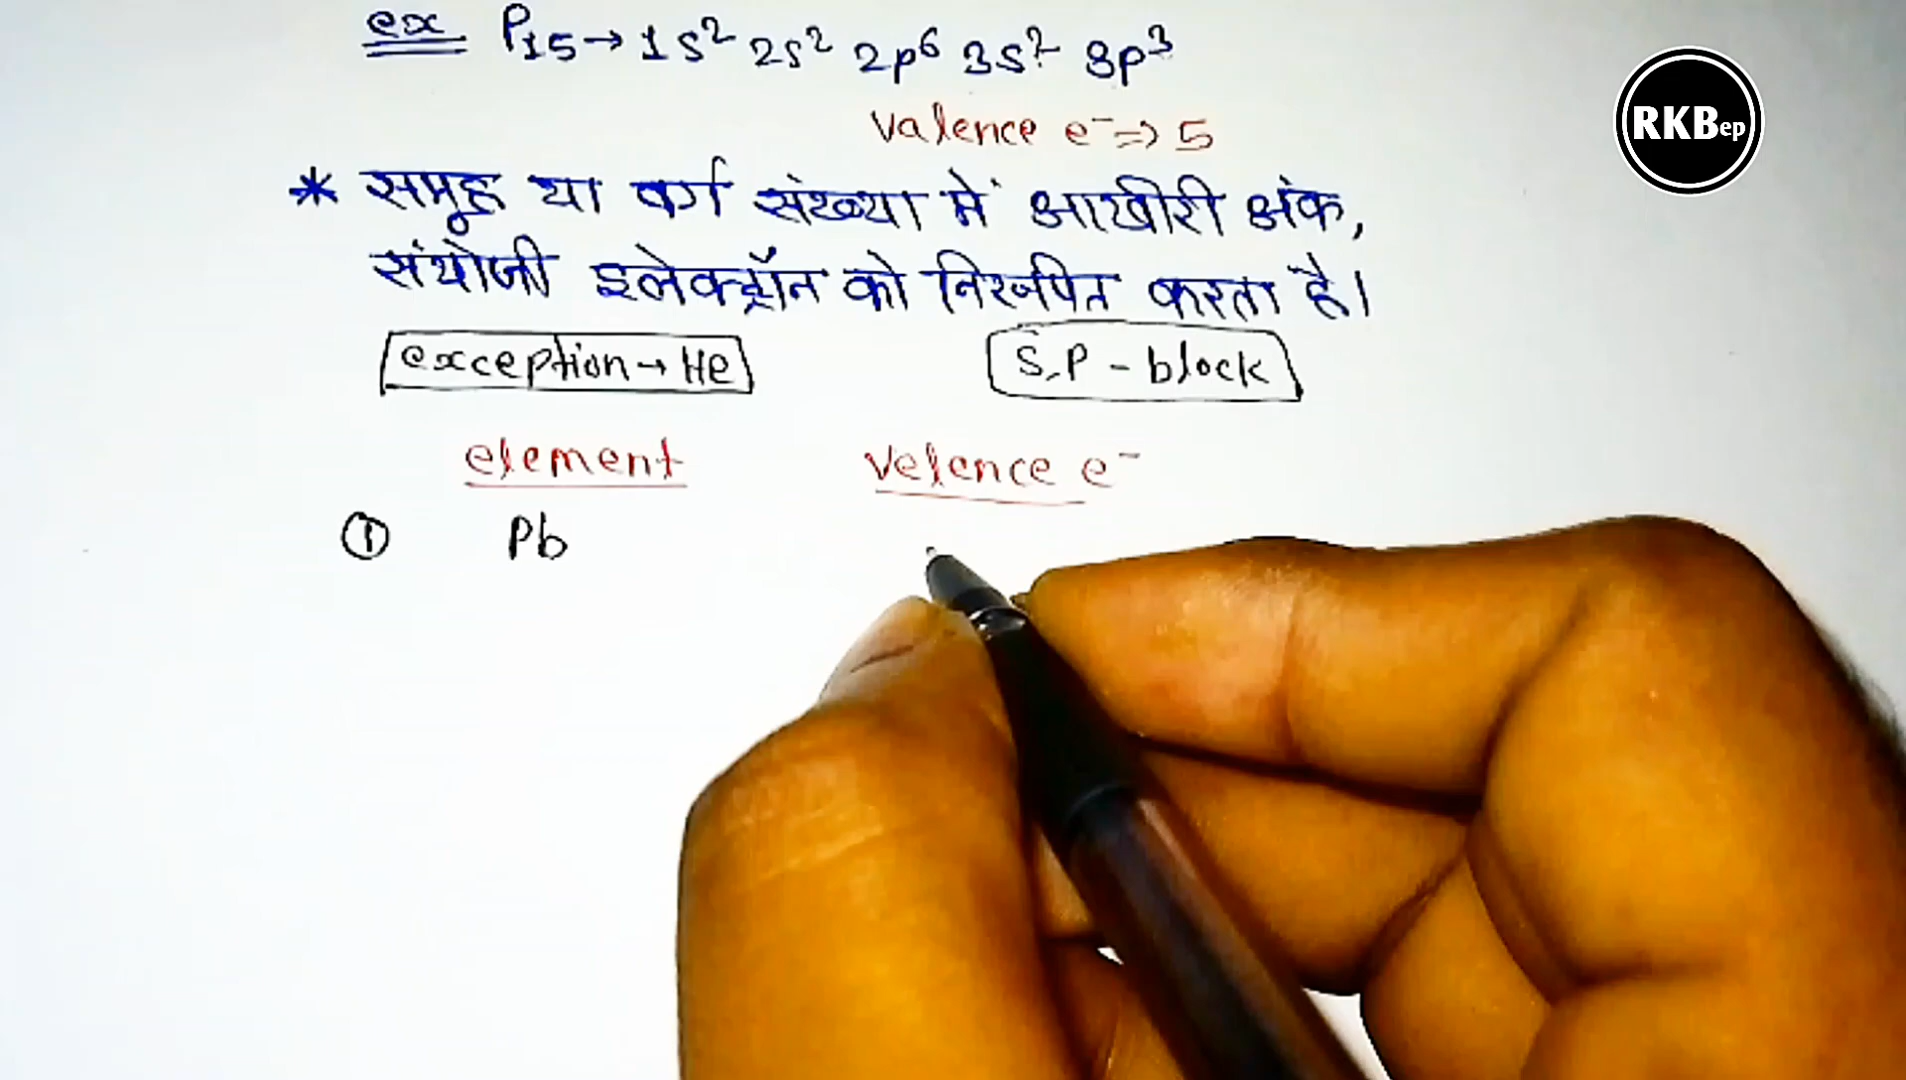 ex P15→1s² 2s² 2p⁶ 3s² 3p³
Valence e⁻⇒ 5
* समूह या वर्ग संख्या में आखीरी अंक,
संयोजी इलेक्ट्रॉन को निरूपित करता है।
exception→He
S,P - block
element
Velence e⁻
① Pb
RKBep